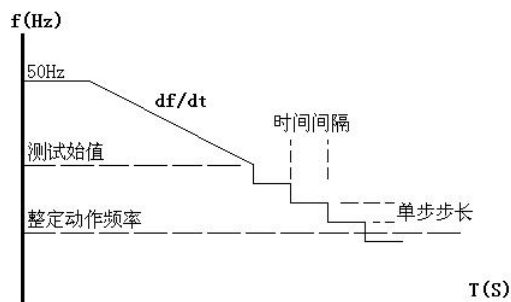 f(Hz)
50Hz
df/dt
时间间隔
测试始值
单步步长
整定动作频率
T(S)